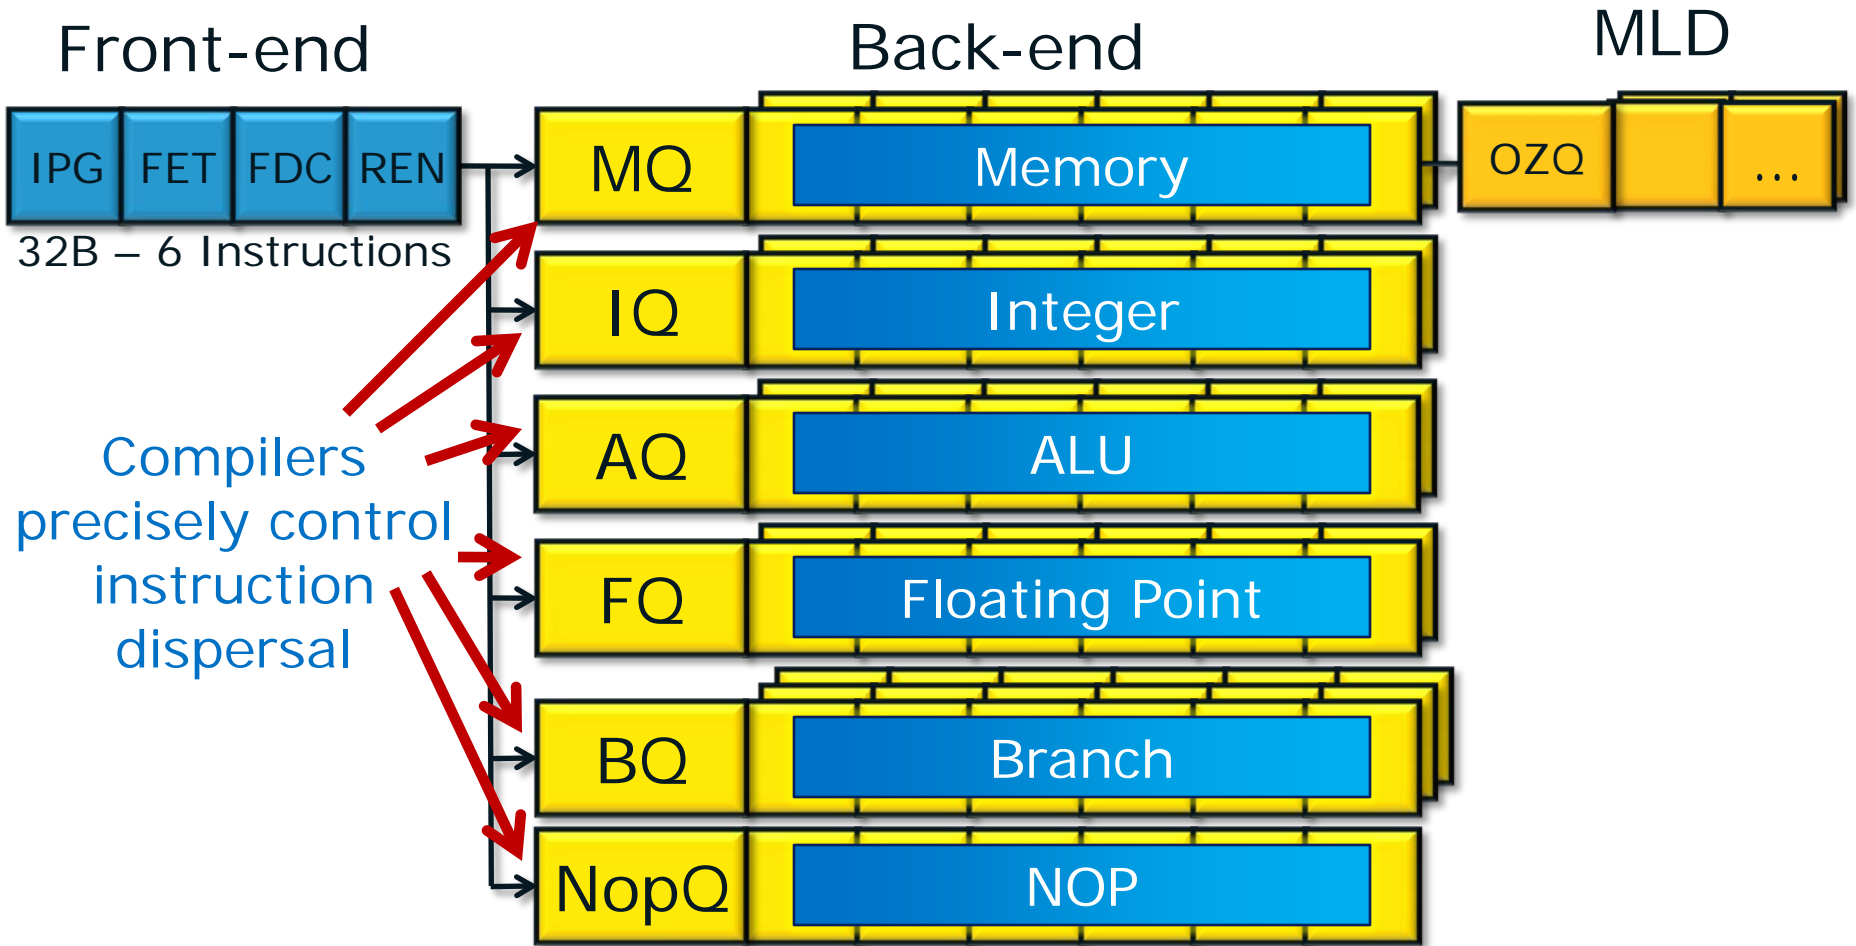 Front-end
Back-end
MLD
IPG FET FDC REN
MQ Memory
OZQ ...
32B – 6 Instructions
IQ Integer
AQ ALU
Compilers
precisely control
instruction
dispersal
FQ Floating Point
BQ Branch
NopQ NOP